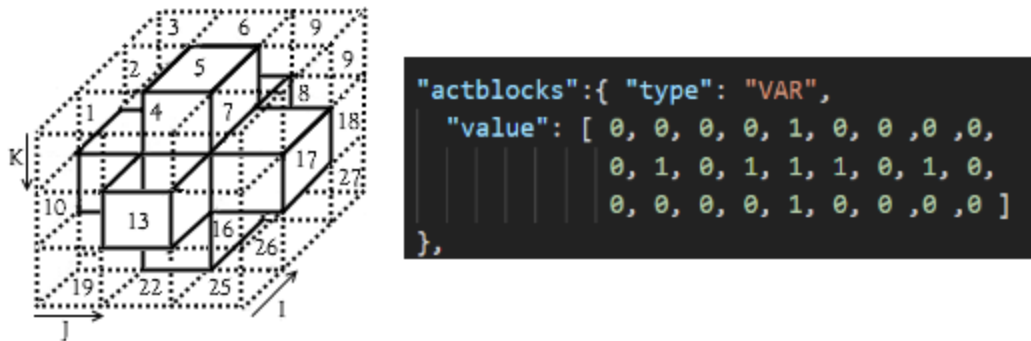 3 6 9
2 5 9
1 4 7 8
K 18
17
10 13 27
16
26
19 22 25
I
J
"actblocks":{ "type": "VAR",
"value": [ 0, 0, 0, 0, 1, 0, 0 ,0 ,0,
0, 1, 0, 1, 1, 1, 0, 1, 0,
0, 0, 0, 0, 1, 0, 0 ,0 ,0 ]
},